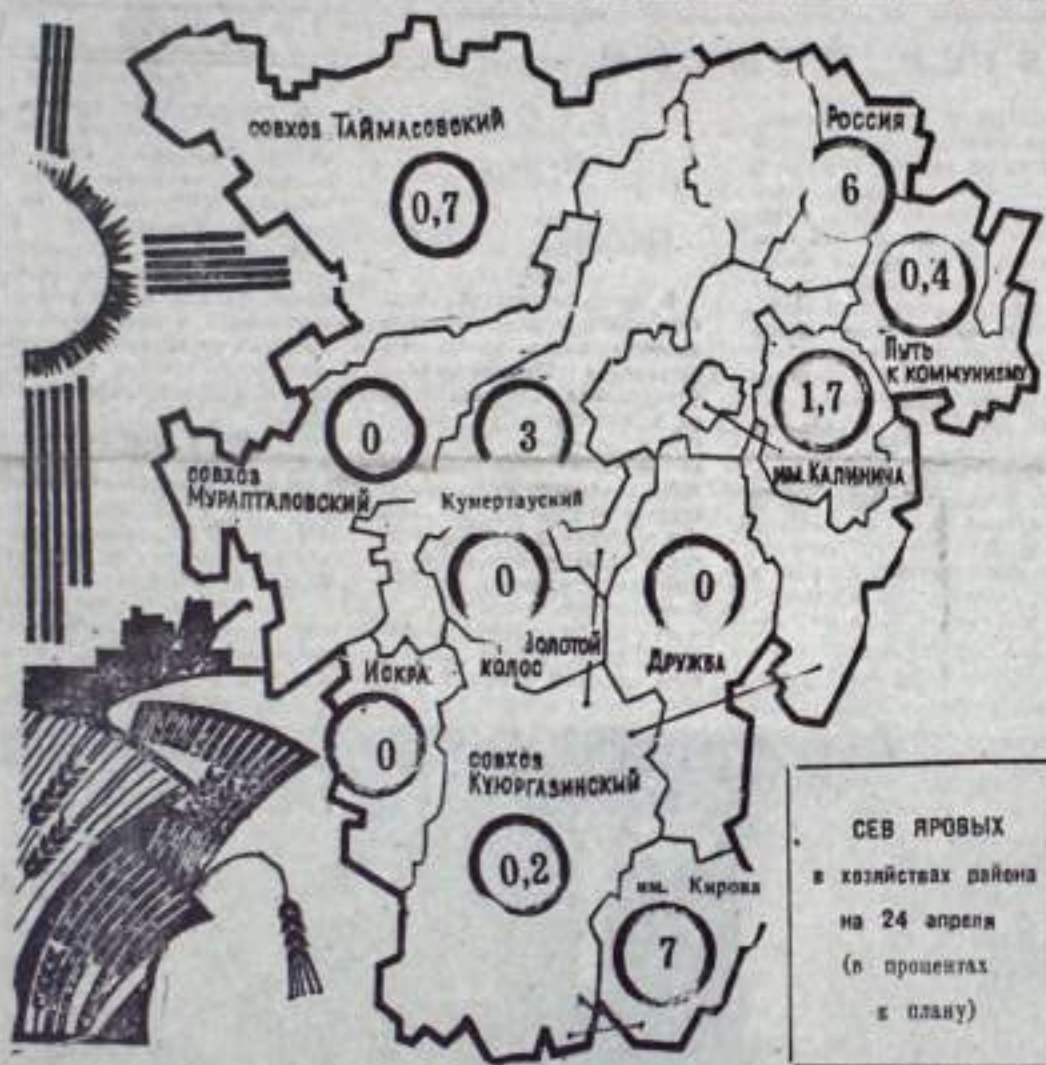 совхоз ТАЙМАСОВСКИЙ
0,7
РОССИЯ
6
0,4
ПУТЬ
К КОММУНИЗМУ
1,7
им. КАЛИНИЧА
0
совхоз
МУРАПТАЛОВСКИЙ
3
Кумертауский
0
ЗОЛОТОЙ
КОЛОС
0
ДРУЖБА
ИСКРА
0
совхоз
КУЮРГАЗИНСКИЙ
0,2
им. Кирова
7
СЕВ ЯРОВЫХ
в хозяйствах района
на 24 апреля
(в процентах
к плану)